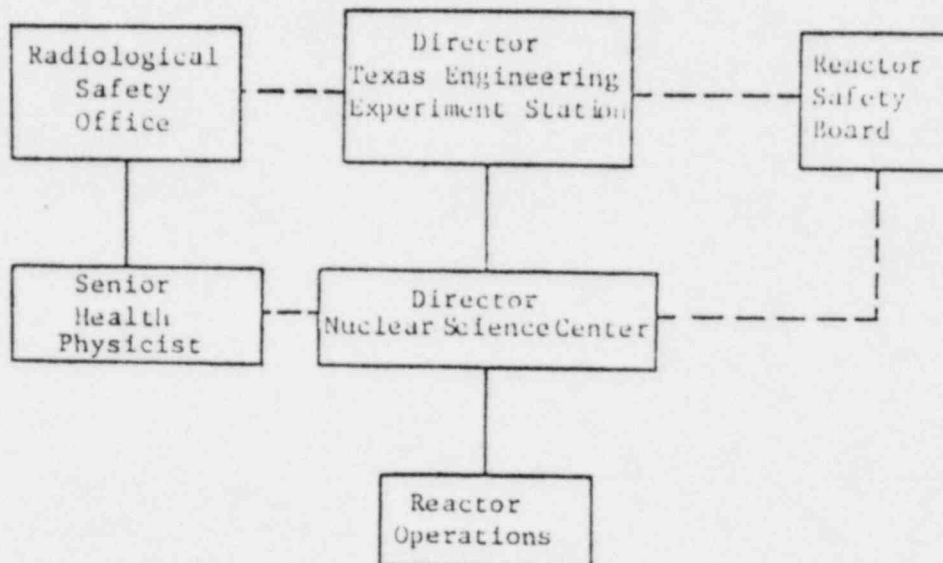 Radiological
Safety
Office
Director
Texas Engineering
Experiment Station
Reactor
Safety
Board
Senior
Health
Physicist
Director
Nuclear Science Center
Reactor
Operations